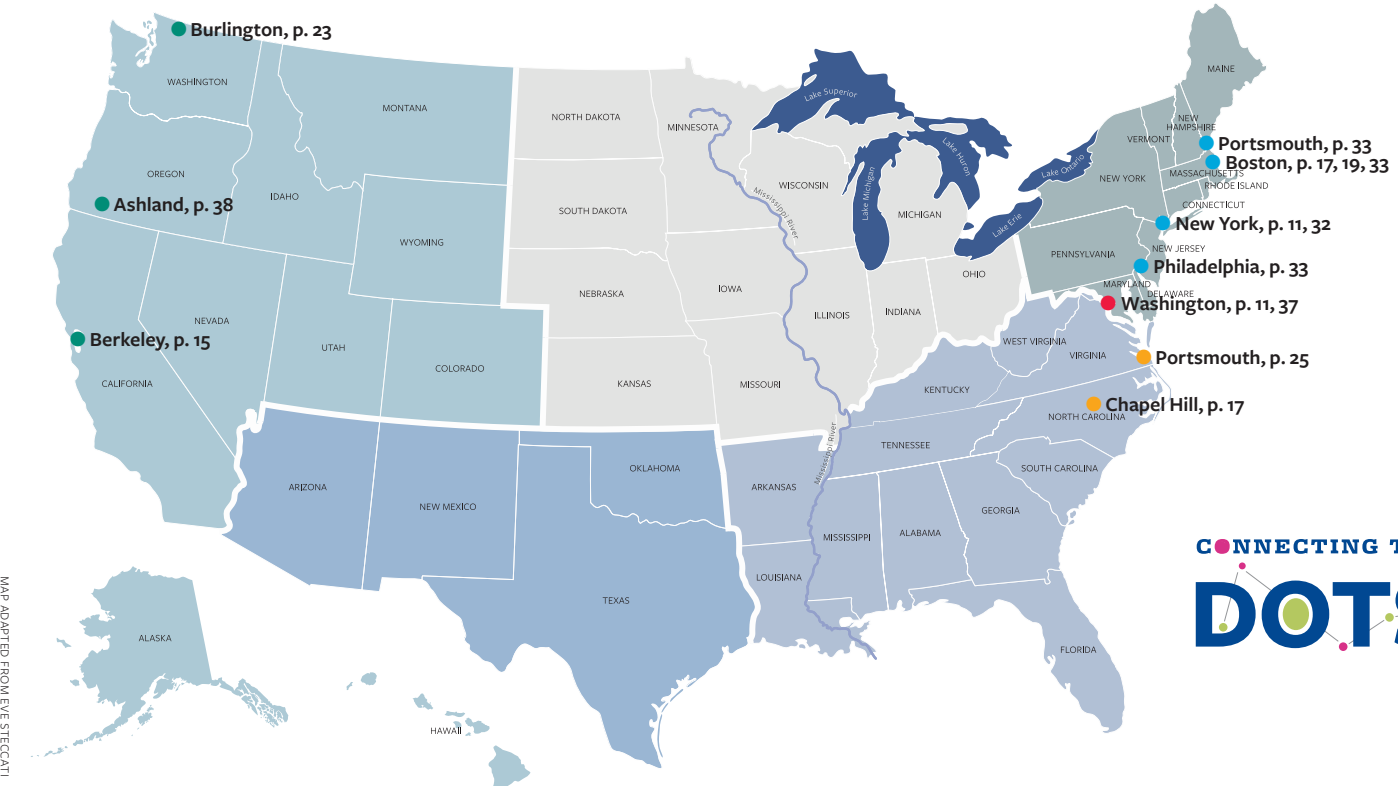 Burlington, p. 23
WASHINGTON
MONTANA
NORTH DAKOTA
MINNESOTA
Lake Superior
MAINE
NEW
HAMPSHIRE
VERMONT
Portsmouth, p. 33
Boston, p. 17, 19, 33
MASSACHUSETTS
RHODE ISLAND
CONNECTICUT
NEW YORK
Lake Ontario
Lake Huron
Lake Michigan
Lake Erie
OREGON
IDAHO
Ashland, p. 38
WYOMING
SOUTH DAKOTA
WISCONSIN
Mississippi River
MICHIGAN
New York, p. 11, 32
NEW JERSEY
PENNSYLVANIA
Philadelphia, p. 33
MARYLAND
DELAWARE
Washington, p. 11, 37
NEVADA
Berkeley, p. 15
CALIFORNIA
UTAH
COLORADO
NEBRASKA
IOWA
ILLINOIS
INDIANA
OHIO
KANSAS
MISSOURI
WEST VIRGINIA
VIRGINIA
KENTUCKY
Portsmouth, p. 25
Chapel Hill, p. 17
NORTH CAROLINA
TENNESSEE
Mississippi River
SOUTH CAROLINA
ARIZONA
NEW MEXICO
OKLAHOMA
ARKANSAS
MISSISSIPPI
ALABAMA
GEORGIA
TEXAS
LOUISIANA
FLORIDA
ALASKA
HAWAII
CONNECTING T
DOTS
MAP ADAPTED FROM EVE STECCATI